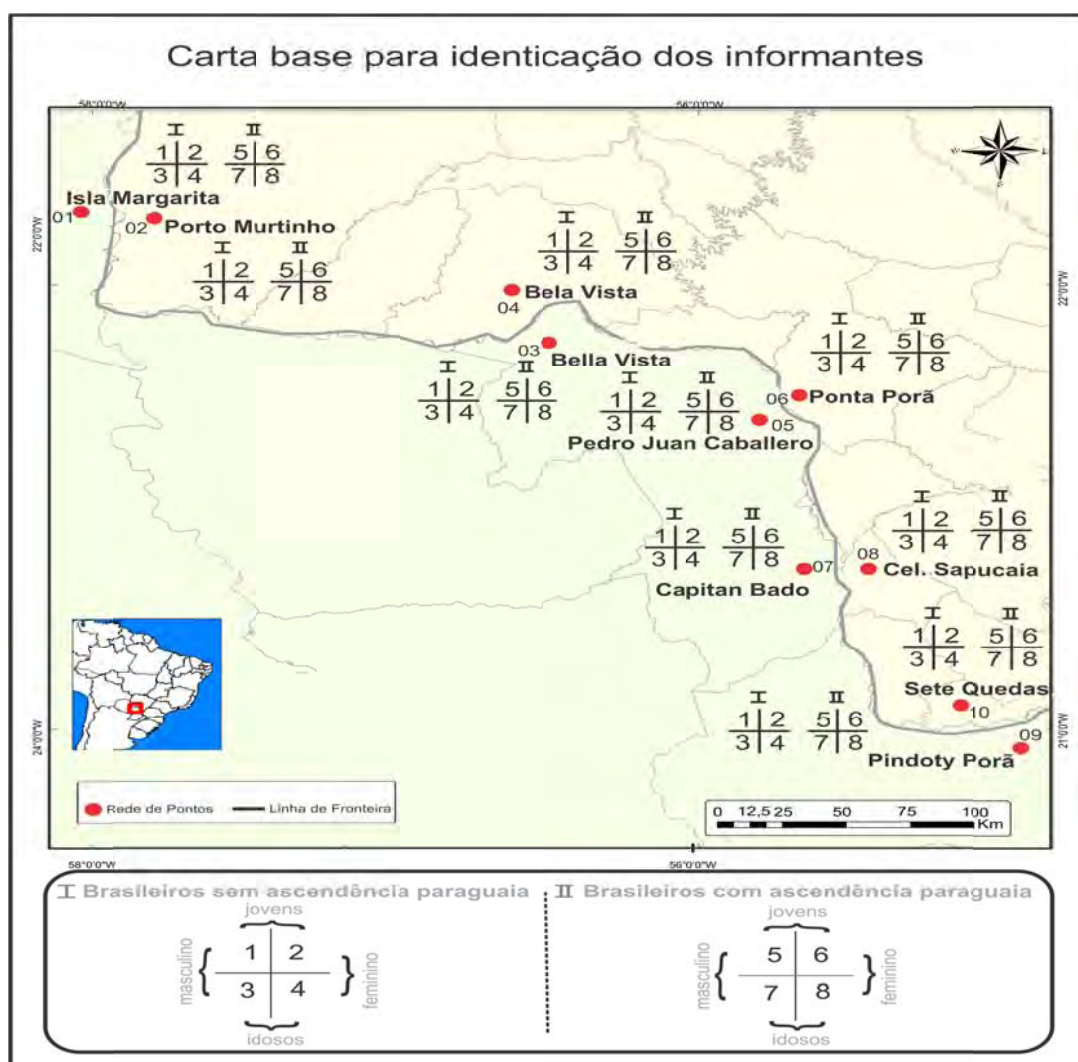 Carta base para identicação dos informantes
58°0'0"W 56°0'0"W
I II
1 2 5 6
3 4 7 8
Isla Margarita
01
02 Porto Murtinho
I II
1 2 5 6
3 4 7 8
22°0'0"W
I II
1 2 5 6
3 4 7 8
04 Bela Vista
22°0'0"W
03
Bella Vista
I II
1 2 5 6
3 4 7 8
I II
1 2 5 6
3 4 7 8
06 Ponta Porã
I II
1 2 5 6
3 4 7 8
05
Pedro Juan Caballero
I II
1 2 5 6
3 4 7 8
07
Capitan Bado
I II
1 2 5 6
3 4 7 8
08
Cel. Sapucaia
I II
1 2 5 6
3 4 7 8
Sete Quedas
10
I II
1 2 5 6
3 4 7 8
09
Pindoty Porã
24°0'0"W
21°0'0"W
Rede de Pontos Linha de Fronteira
0 12,5 25 50 75 100
Km
58°0'0"W 56°0'0"W
I Brasileiros sem ascendência paraguaia
jovens
masculino
1 2
3 4
feminino
idosos
II Brasileiros com ascendência paraguaia
jovens
masculino
5 6
7 8
feminino
idosos